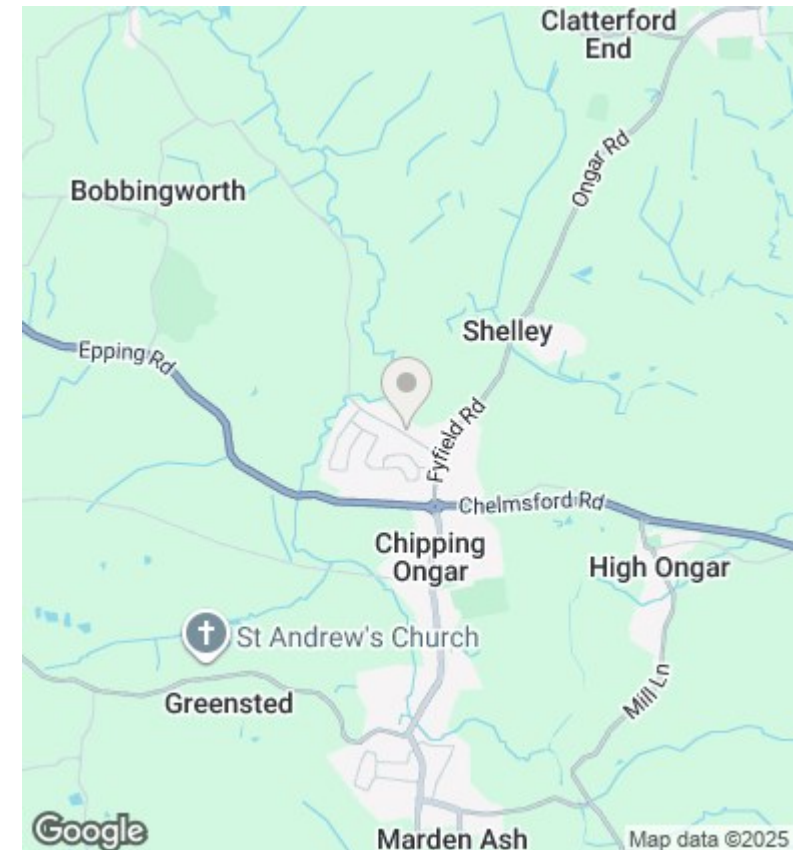 Clatterford
End
Ongar Rd
Bobbingworth
Shelley
Epping Rd
Fyfield Rd
Chelmsford Rd
Chipping
Ongar
High Ongar
St Andrew's Church
Greensted
Mill Ln
Marden Ash
Google
Map data ©2025